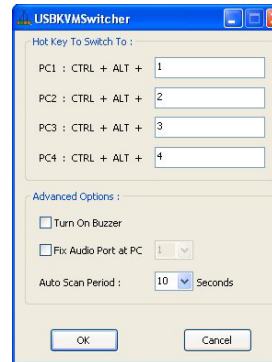 USBKVMSwitcher
Hot Key To Switch To :
PC1 : CTRL + ALT + 1
PC2 : CTRL + ALT + 2
PC3 : CTRL + ALT + 3
PC4 : CTRL + ALT + 4
Advanced Options :
Turn On Buzzer
Fix Audio Port at PC 1
Auto Scan Period : 10 Seconds
OK Cancel